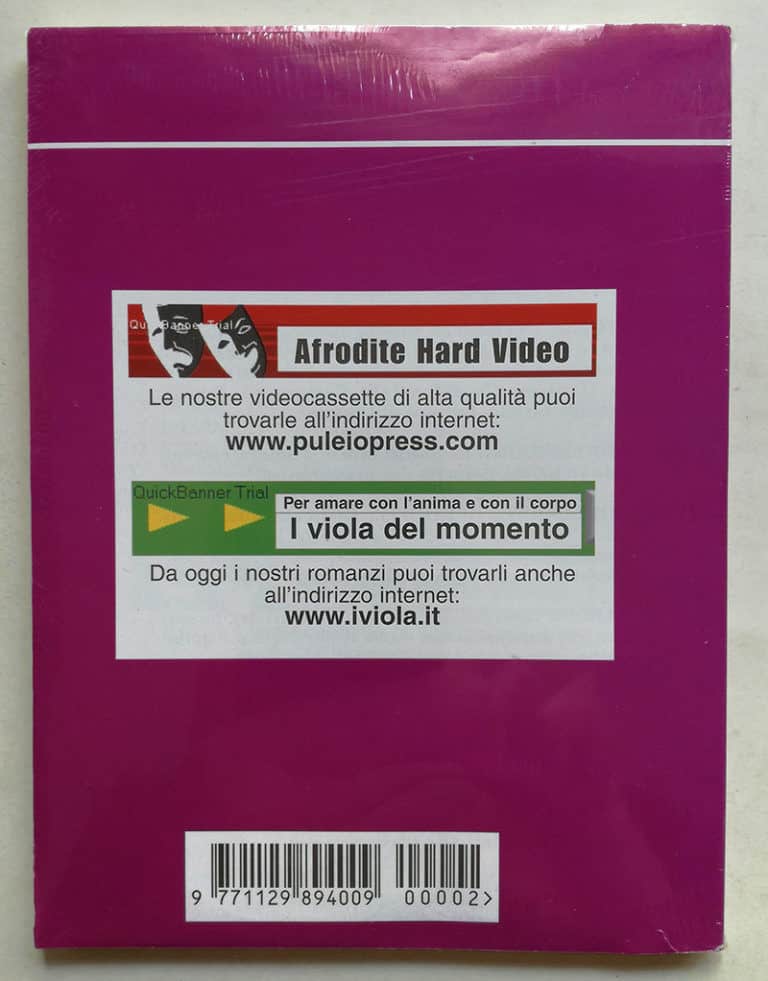 QuickBanner Trial
Afrodite Hard Video
Le nostre videocassette di alta qualità puoi
trovarle all'indirizzo internet:
www.puleiopress.com
QuickBanner Trial
Per amare con l'anima e con il corpo
I viola del momento
Da oggi i nostri romanzi puoi trovarli anche
all'indirizzo internet:
www.iviola.it
9 771129 894009 00002>